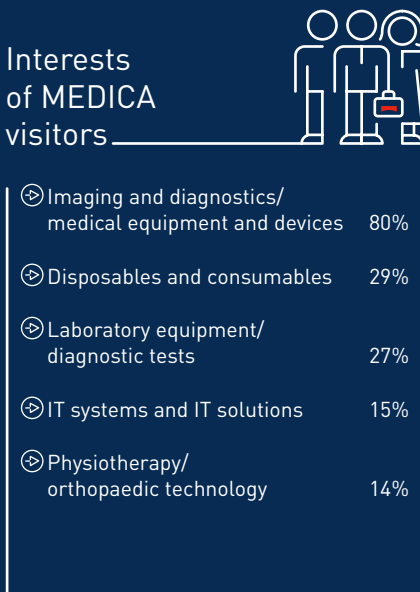 Interests
of MEDICA
visitors
Imaging and diagnostics/
medical equipment and devices 80%
Disposables and consumables 29%
Laboratory equipment/
diagnostic tests 27%
IT systems and IT solutions 15%
Physiotherapy/
orthopaedic technology 14%